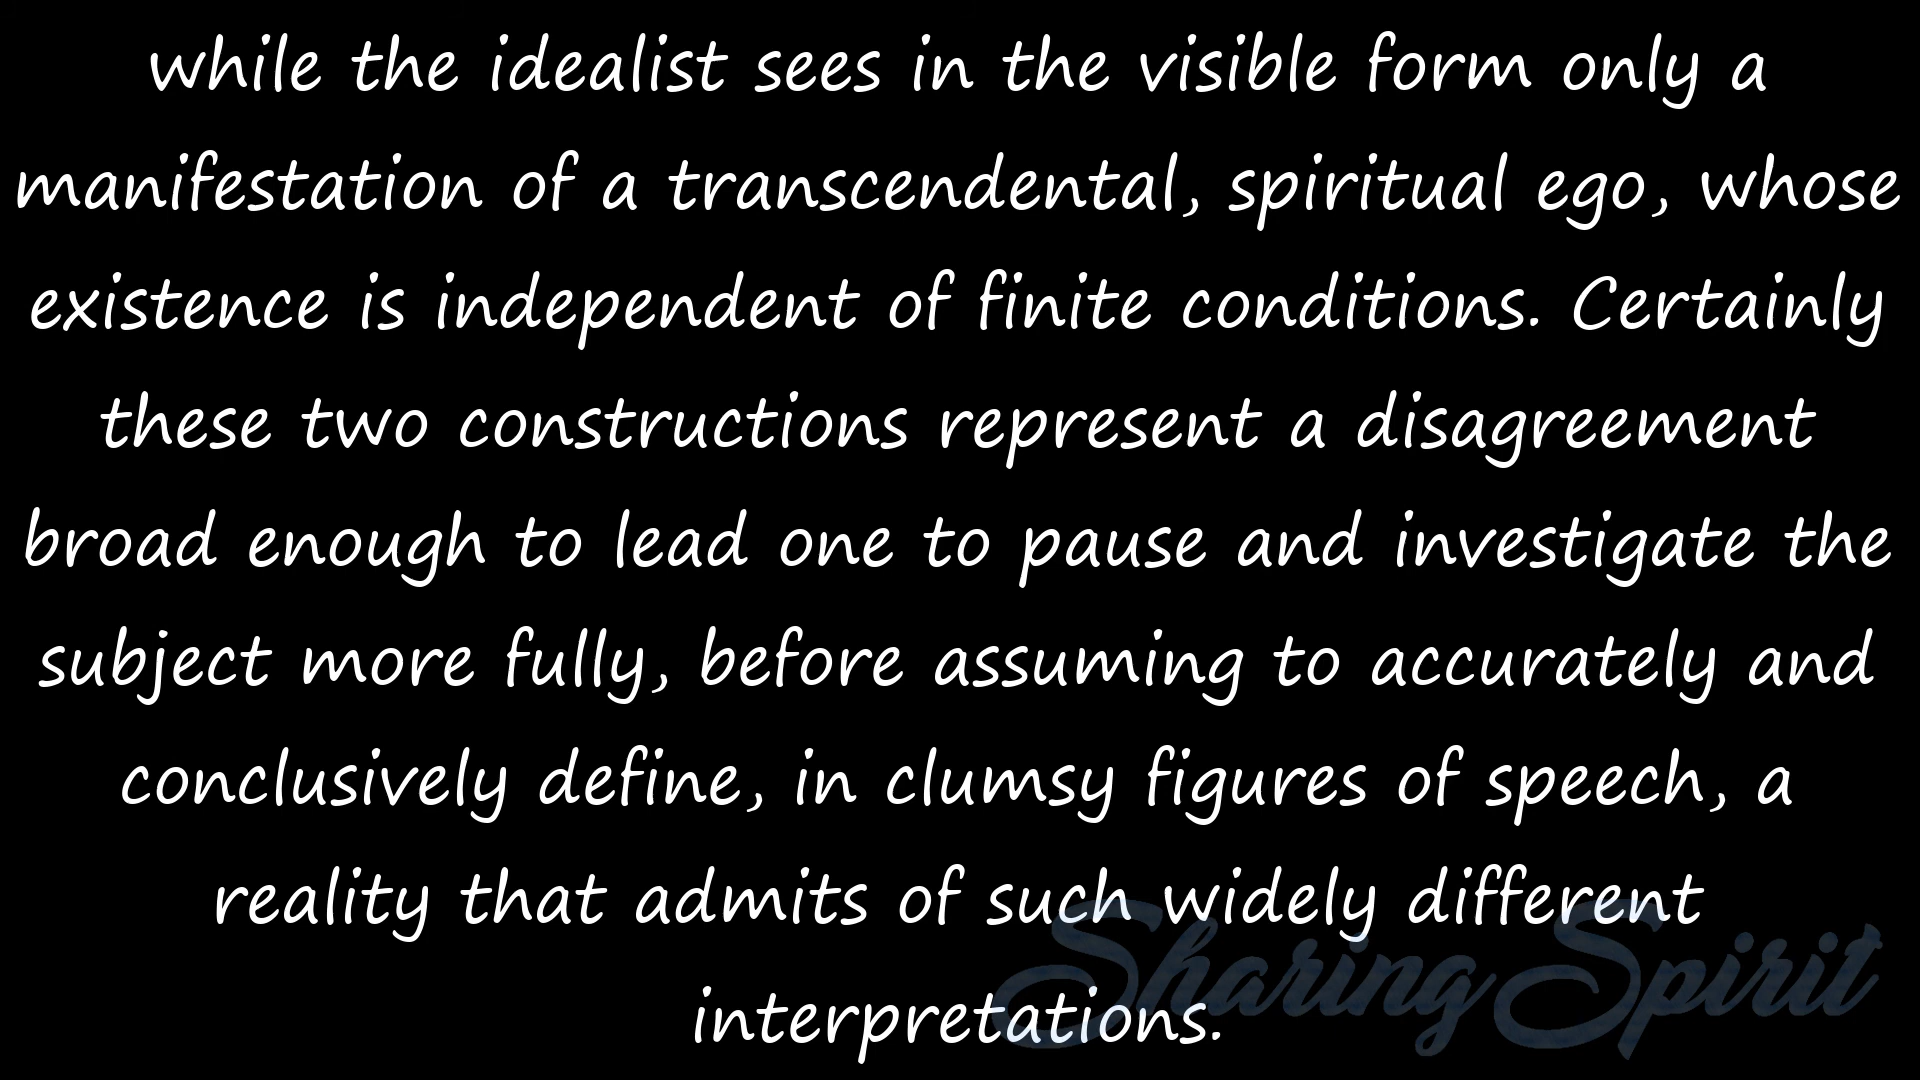 while the idealist sees in the visible form only a
manifestation of a transcendental, spiritual ego, whose
existence is independent of finite conditions. Certainly
these two constructions represent a disagreement
broad enough to lead one to pause and investigate the
subject more fully, before assuming to accurately and
conclusively define, in clumsy figures of speech, a
reality that admits of such widely different
interpretations.
Sharing Spirit